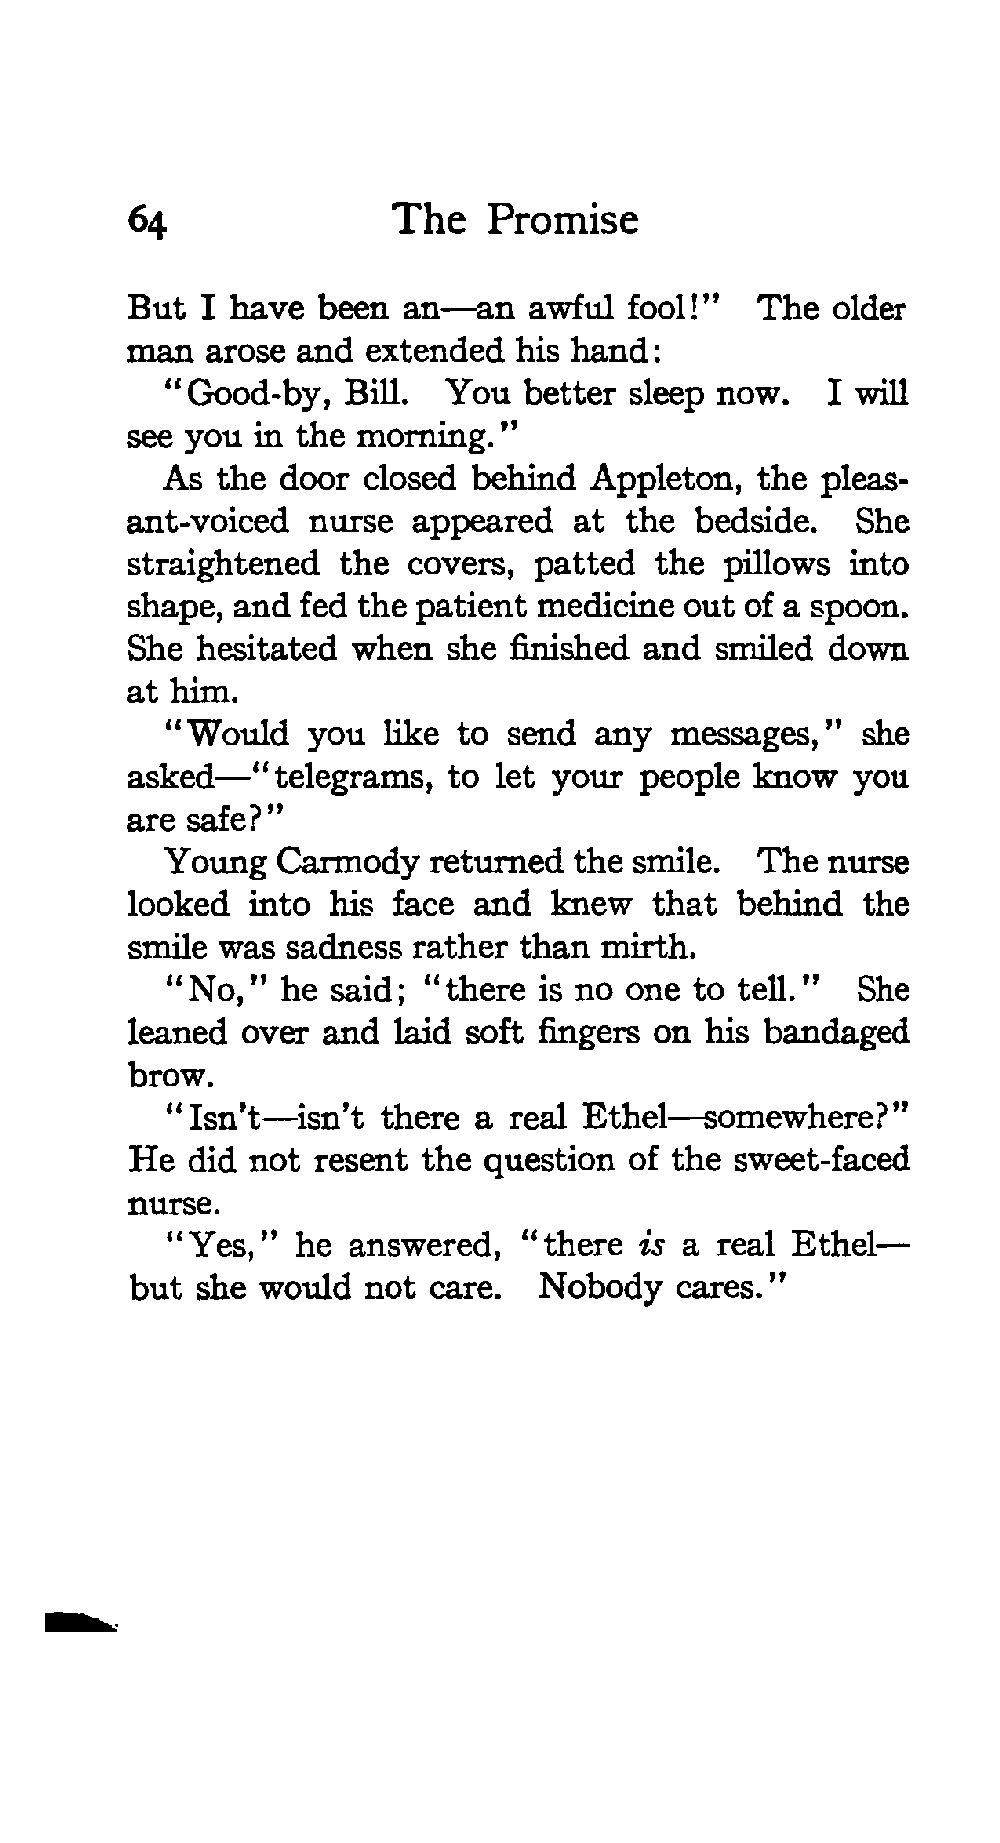 64 The Promise
But I have been an—an awful fool!" The older
man arose and extended his hand:
"Good-by, Bill. You better sleep now. I will
see you in the morning."
As the door closed behind Appleton, the pleas-
ant-voiced nurse appeared at the bedside. She
straightened the covers, patted the pillows into
shape, and fed the patient medicine out of a spoon.
She hesitated when she finished and smiled down
at him.
"Would you like to send any messages," she
asked—"telegrams, to let your people know you
are safe?"
Young Carmody returned the smile. The nurse
looked into his face and knew that behind the
smile was sadness rather than mirth.
"No," he said; "there is no one to tell." She
leaned over and laid soft fingers on his bandaged
brow.
"Isn't—isn't there a real Ethel—somewhere?"
He did not resent the question of the sweet-faced
nurse.
"Yes," he answered, "there is a real Ethel—
but she would not care. Nobody cares."